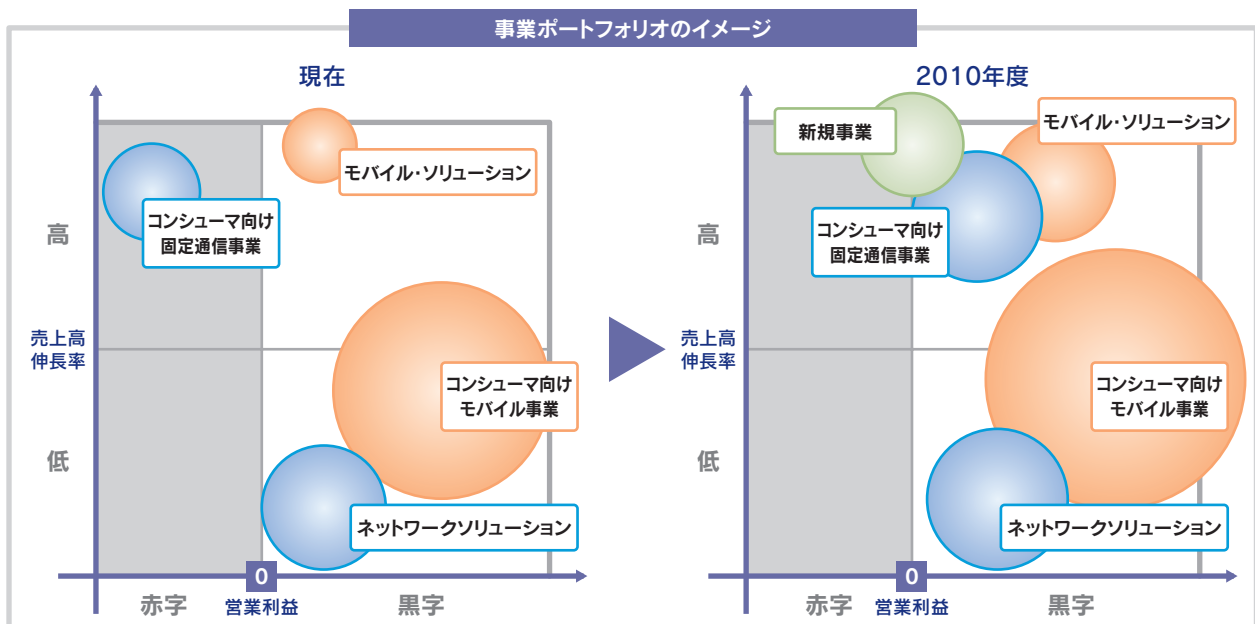 事業ポートフォリオのイメージ
現在
モバイル・ソリューション
コンシューマ向け
固定通信事業
高
売上高
伸長率
コンシューマ向け
モバイル事業
低
ネットワークソリューション
0
赤字
営業利益
黒字
2010年度
新規事業
モバイル・ソリューション
コンシューマ向け
固定通信事業
高
売上高
伸長率
コンシューマ向け
モバイル事業
低
ネットワークソリューション
0
赤字
営業利益
黒字